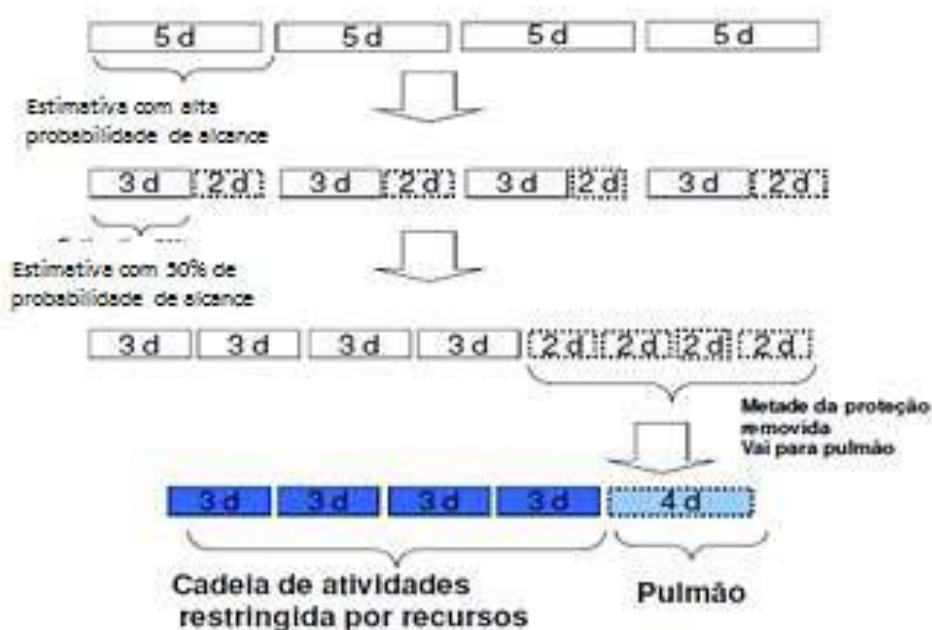 5 d 5 d 5 d 5 d
Estimativa com alta
probabilidade de alcance
3 d 2 d 3 d 2 d 3 d 2 d 3 d 2 d
Estimativa com 50% de
probabilidade de alcance
3 d 3 d 3 d 3 d 2 d 2 d 2 d 2 d
Metade da proteção
removida
Vai para pulmão
3 d 3 d 3 d 3 d 4 d
Cadeia de atividades
restringida por recursos
Pulmão